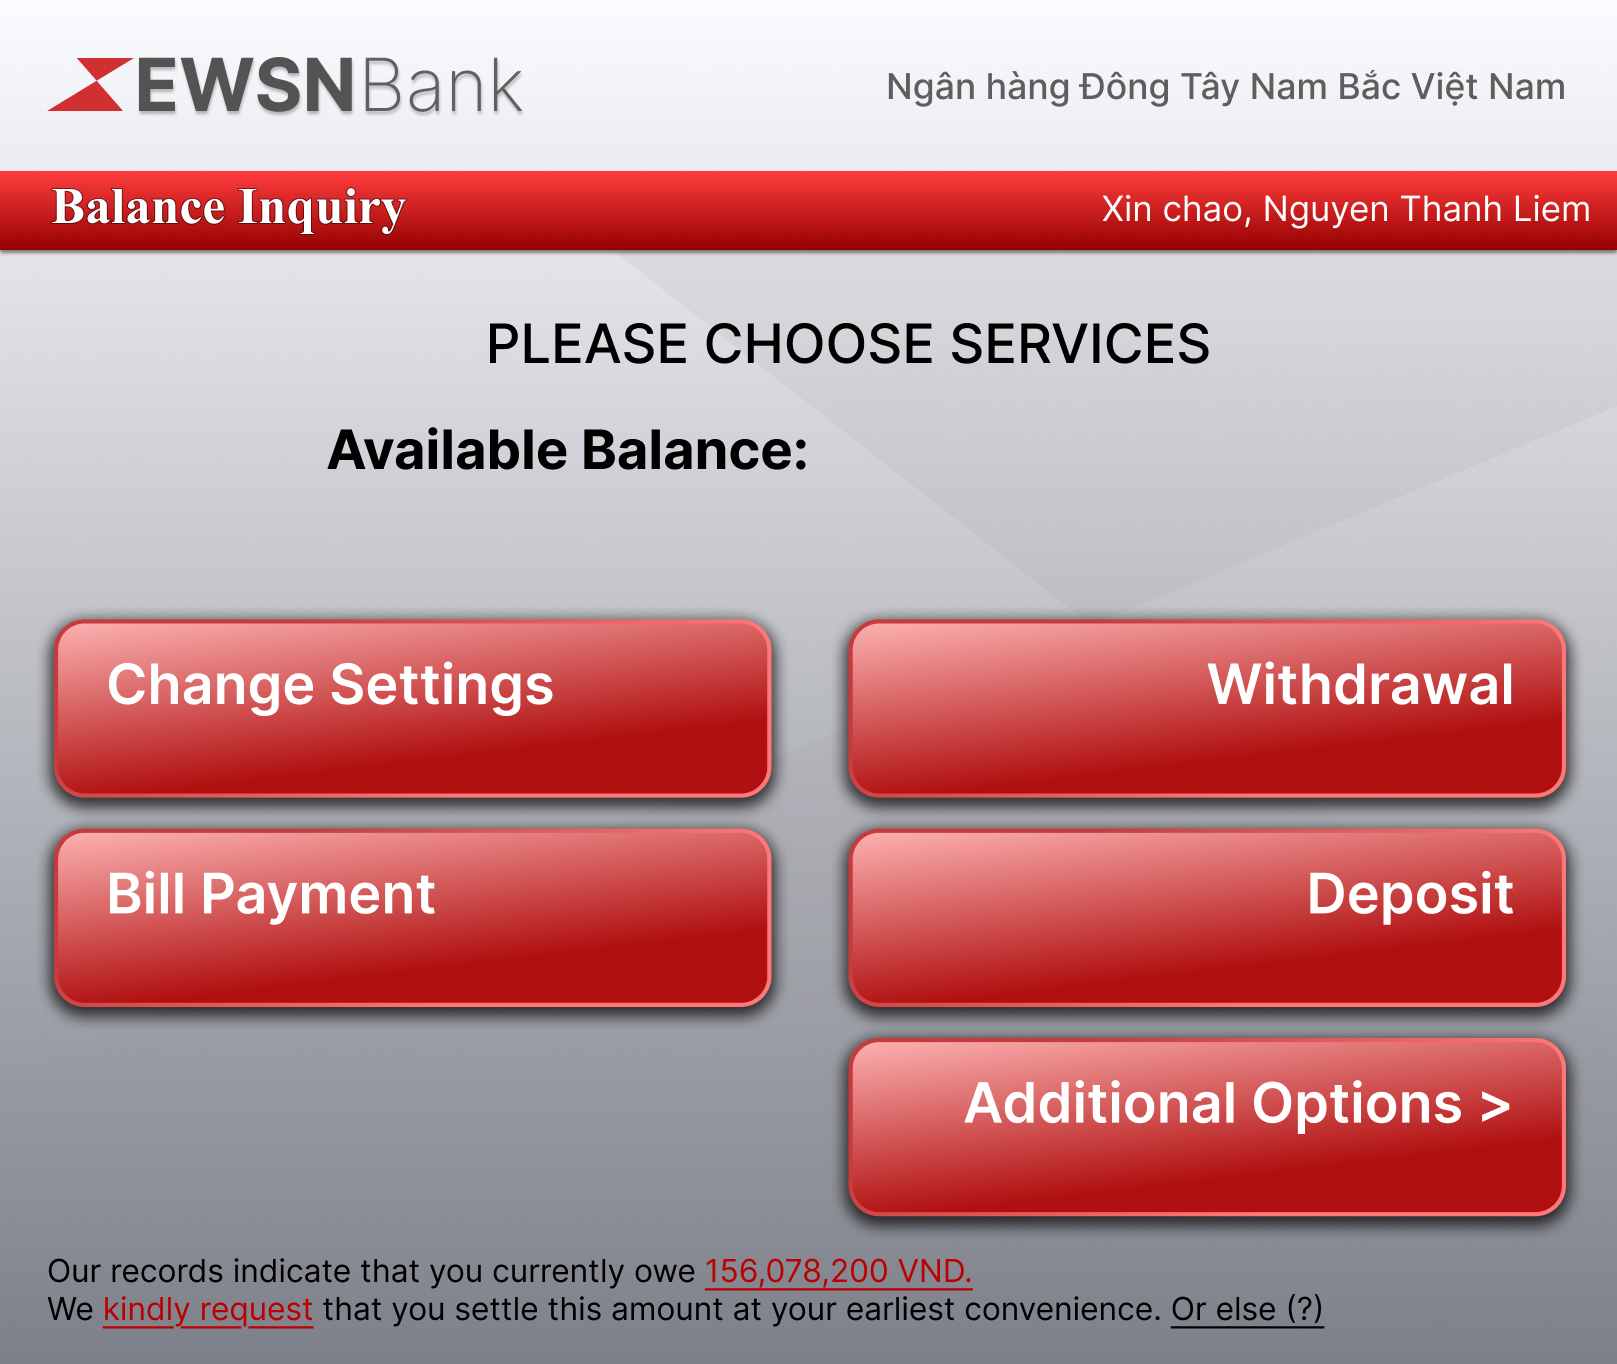 EWSNBank
Ngân hàng Đông Tây Nam Bắc Việt Nam
Balance Inquiry
Xin chao, Nguyen Thanh Liem
PLEASE CHOOSE SERVICES
Available Balance:
Change Settings
Withdrawal
Bill Payment
Deposit
Additional Options >
Our records indicate that you currently owe 156,078,200 VND.
We kindly request that you settle this amount at your earliest convenience. Or else (?)